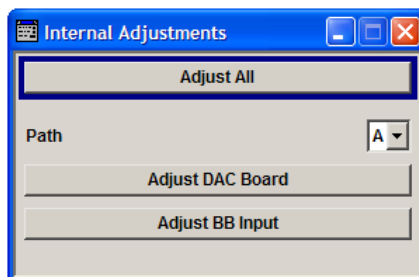 Internal Adjustments
Adjust All
Path A
Adjust DAC Board
Adjust BB Input